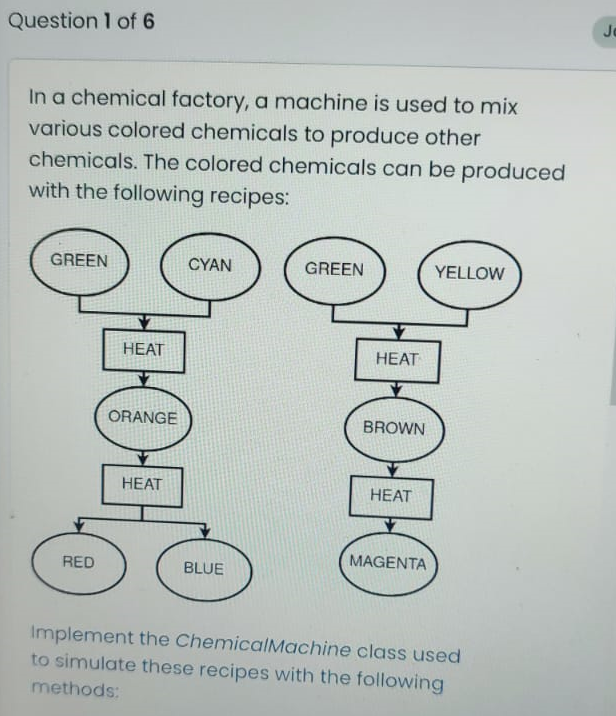 Question 1 of 6
In a chemical factory, a machine is used to mix
various colored chemicals to produce other
chemicals. The colored chemicals can be produced
with the following recipes:
GREEN CYAN GREEN YELLOW
HEAT HEAT
ORANGE BROWN
HEAT HEAT
RED BLUE MAGENTA
Implement the ChemicalMachine class used
to simulate these recipes with the following
methods: